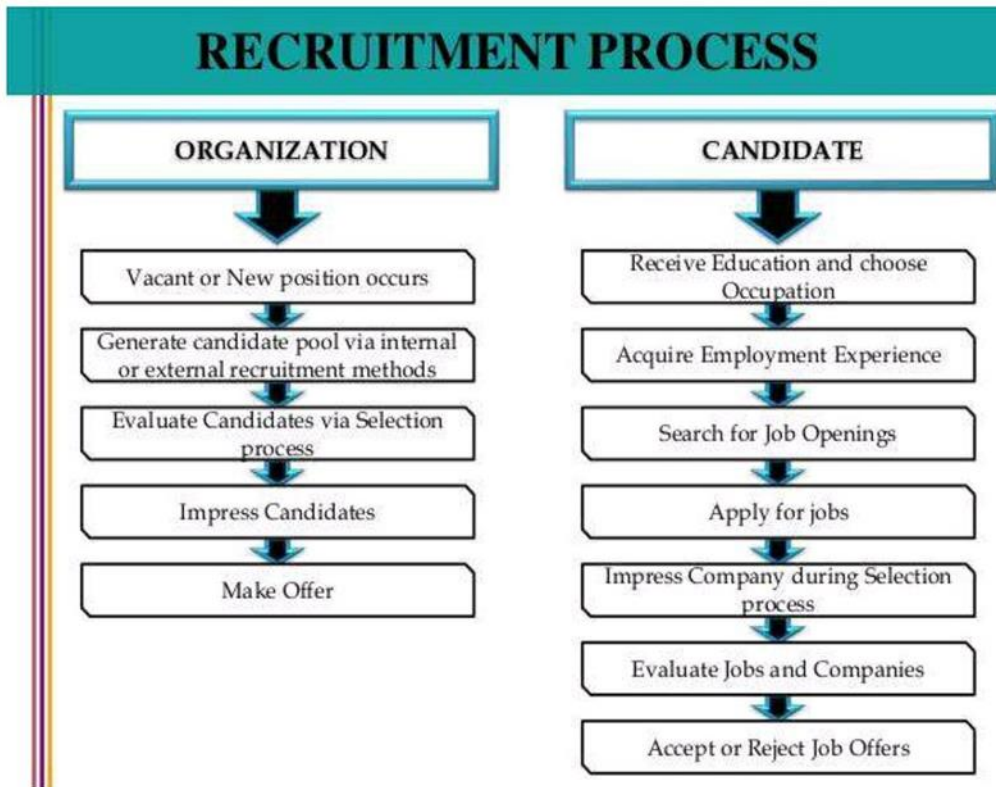 RECRUITMENT PROCESS
ORGANIZATION
Vacant or New position occurs
Generate candidate pool via internal
or external recruitment methods
Evaluate Candidates via Selection
process
Impress Candidates
Make Offer
CANDIDATE
Receive Education and choose
Occupation
Acquire Employment Experience
Search for Job Openings
Apply for jobs
Impress Company during Selection
process
Evaluate Jobs and Companies
Accept or Reject Job Offers